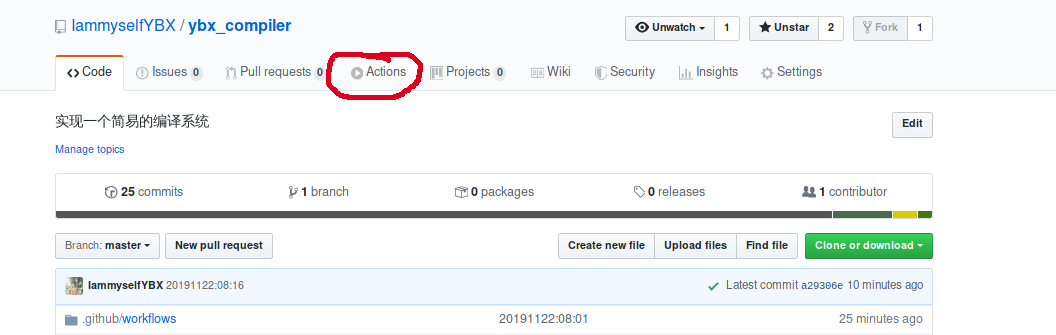 IammyselfYBX / ybx_compiler
Unwatch 1 Unstar 2 Fork 1
Code Issues 0 Pull requests 0 Actions Projects 0 Wiki Security Insights Settings
实现一个简易的编译系统 Edit
Manage topics
25 commits 1 branch 0 packages 0 releases 1 contributor
Branch: master New pull request Create new file Upload files Find file Clone or download
IammyselfYBX 20191122:08:16 Latest commit a29306e 10 minutes ago
.github/workflows 20191122:08:01 25 minutes ago